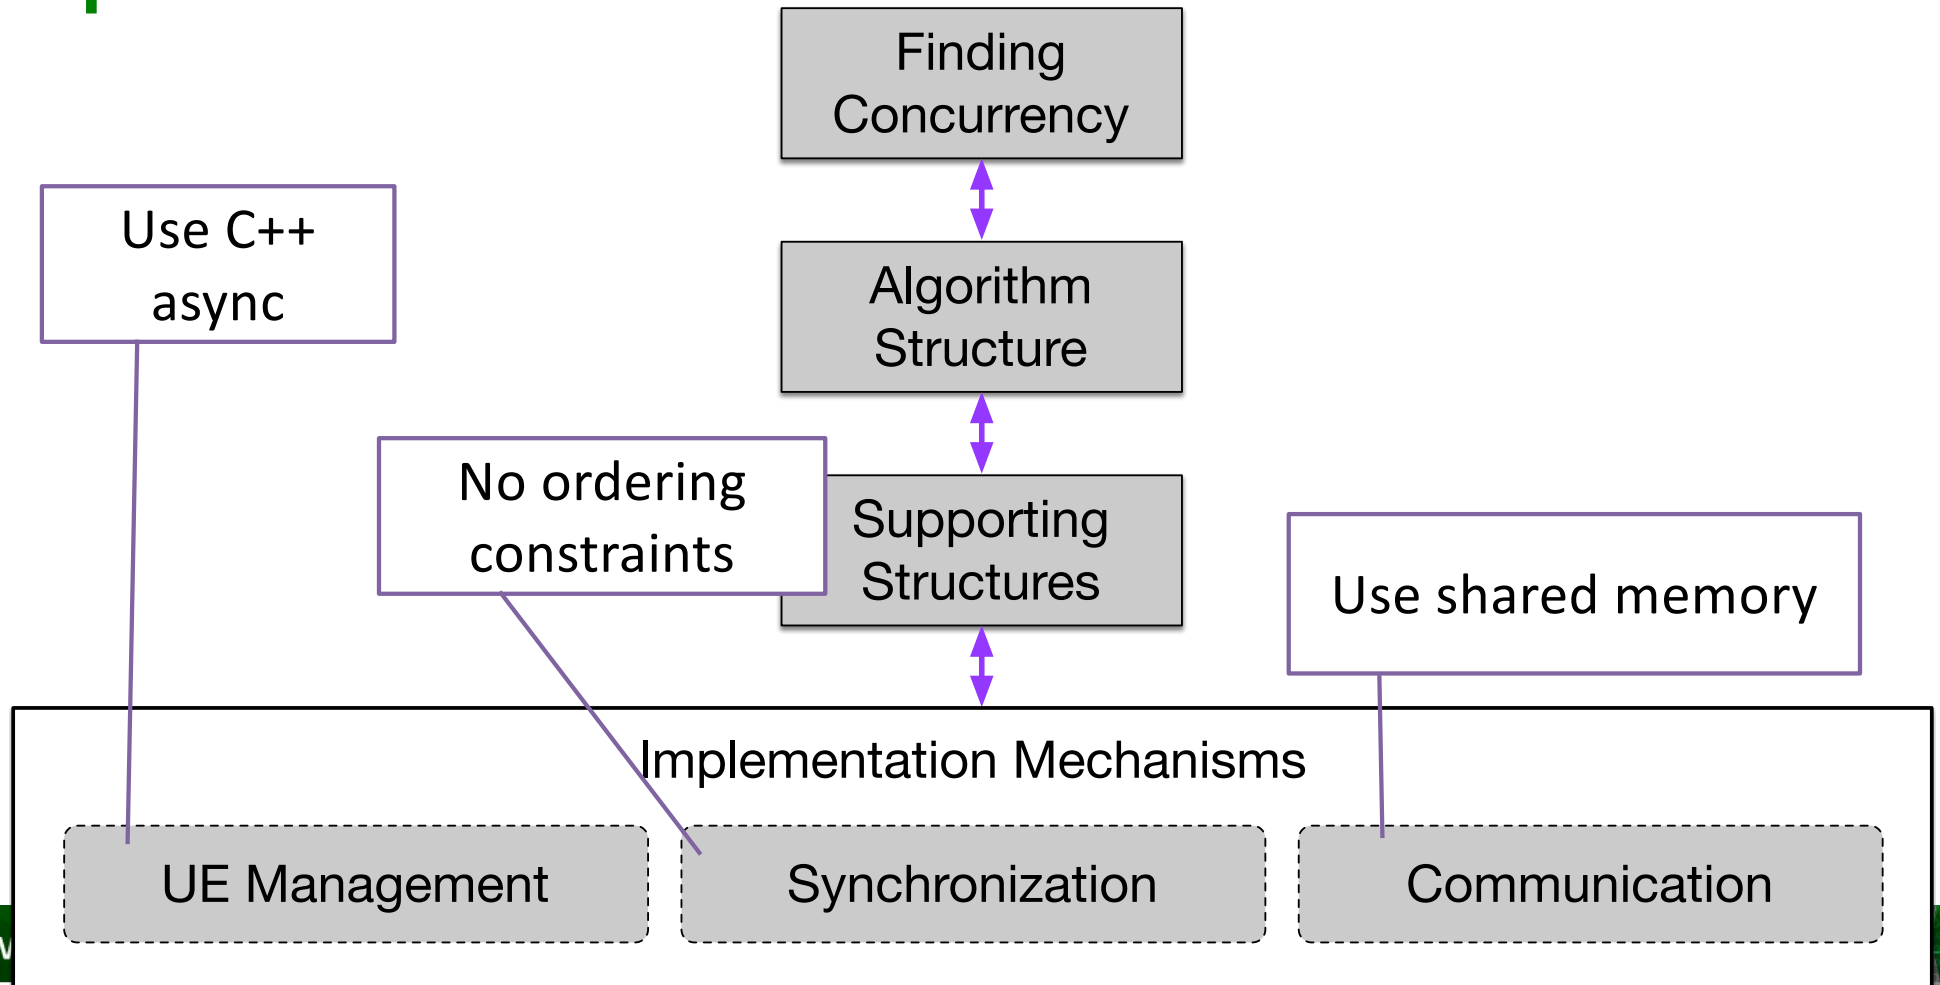 Finding
Concurrency
Use C++
async
Algorithm
Structure
No ordering
constraints
Supporting
Structures
Use shared memory
Implementation Mechanisms
UE Management
Synchronization
Communication